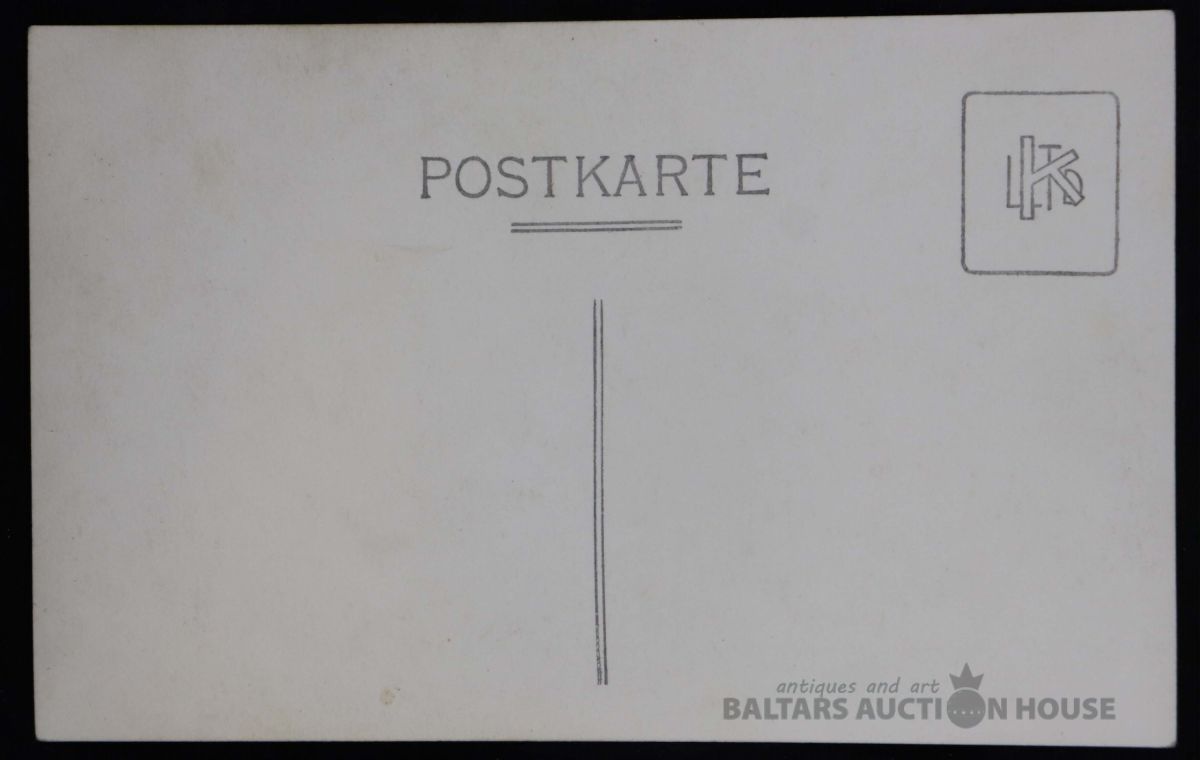 POSTKARTE
antiques and art
BALTARS AUCTION HOUSE